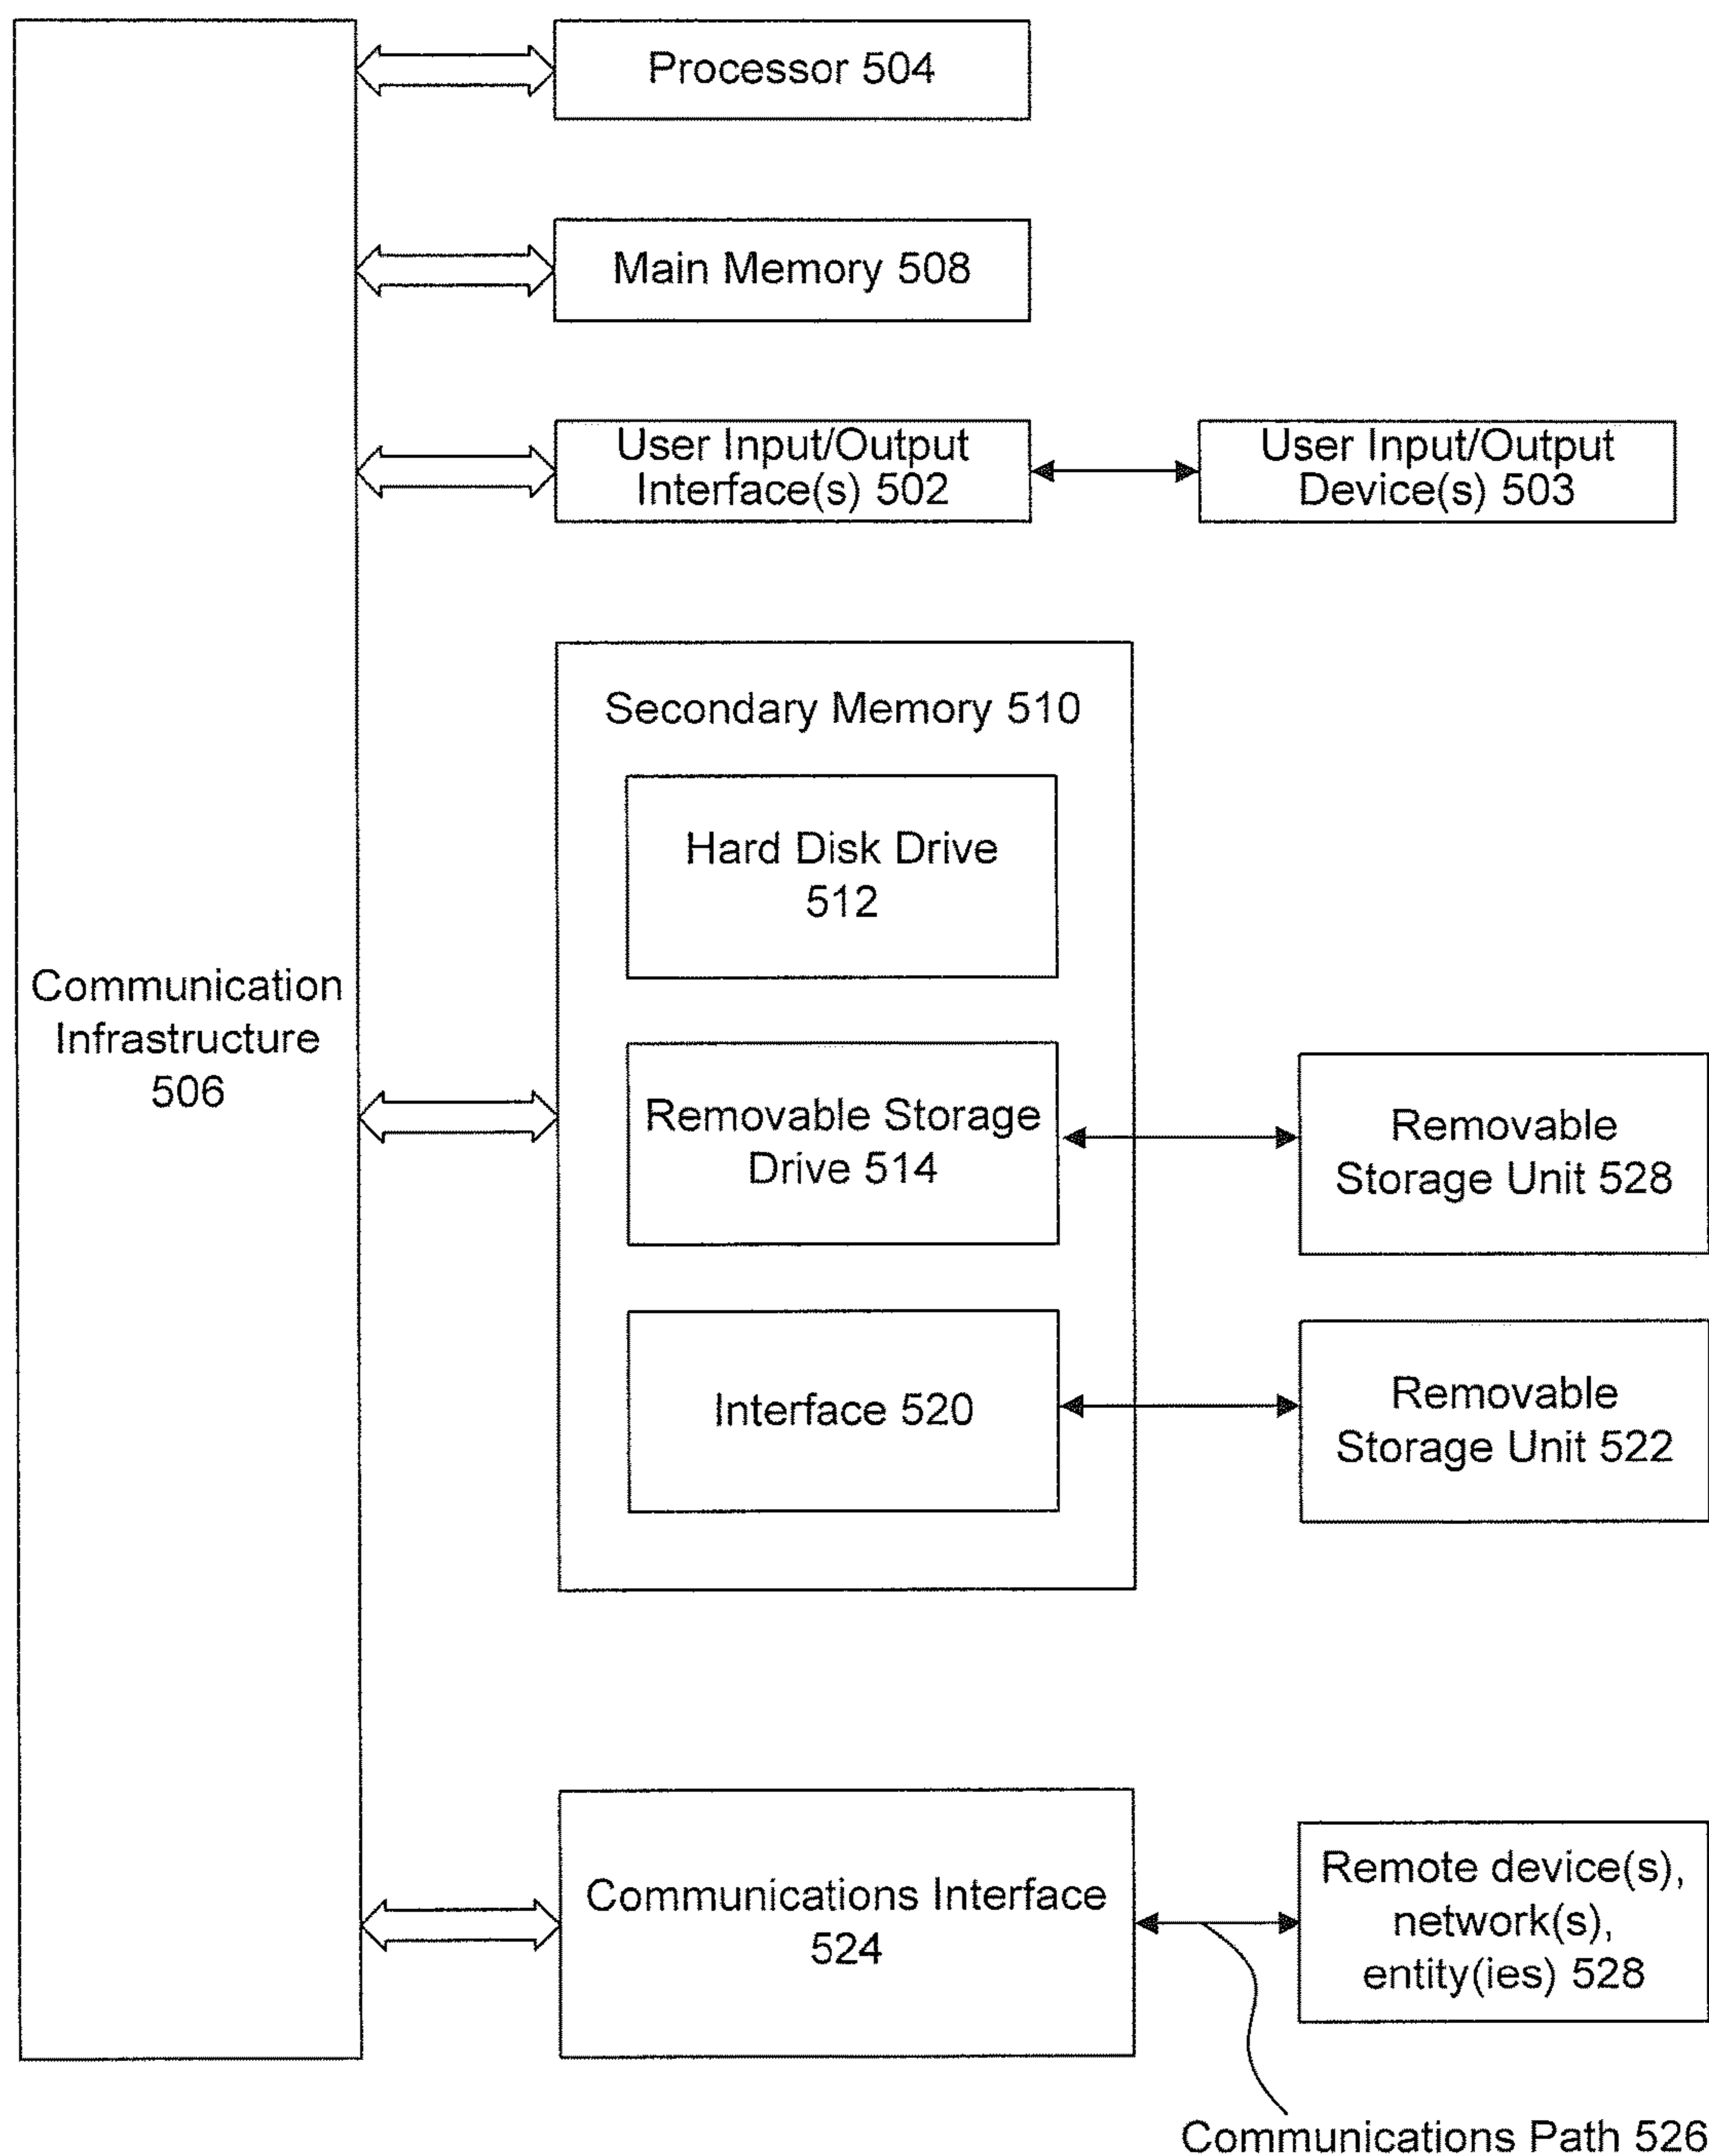 Processor 504
Main Memory 508
User Input/Output
Interface(s) 502
User Input/Output
Device(s) 503
Secondary Memory 510
Hard Disk Drive
512
Communication
Infrastructure
506
Removable Storage
Drive 514
Removable
Storage Unit 528
Interface 520
Removable
Storage Unit 522
Communications Interface
524
Remote device(s),
network(s),
entity(ies) 528
Communications Path 526